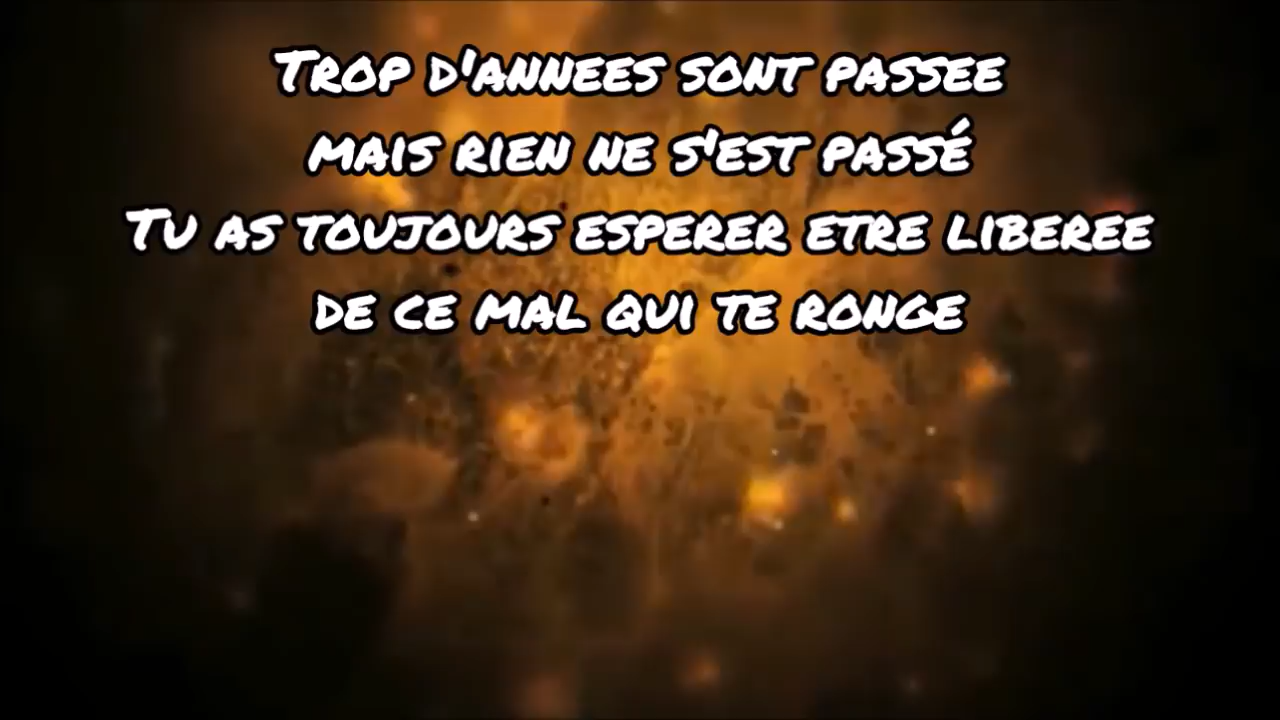 Trop d'annees sont passee
mais rien ne s'est passé
Tu as toujours esperer etre liberee
de ce mal qui te ronge